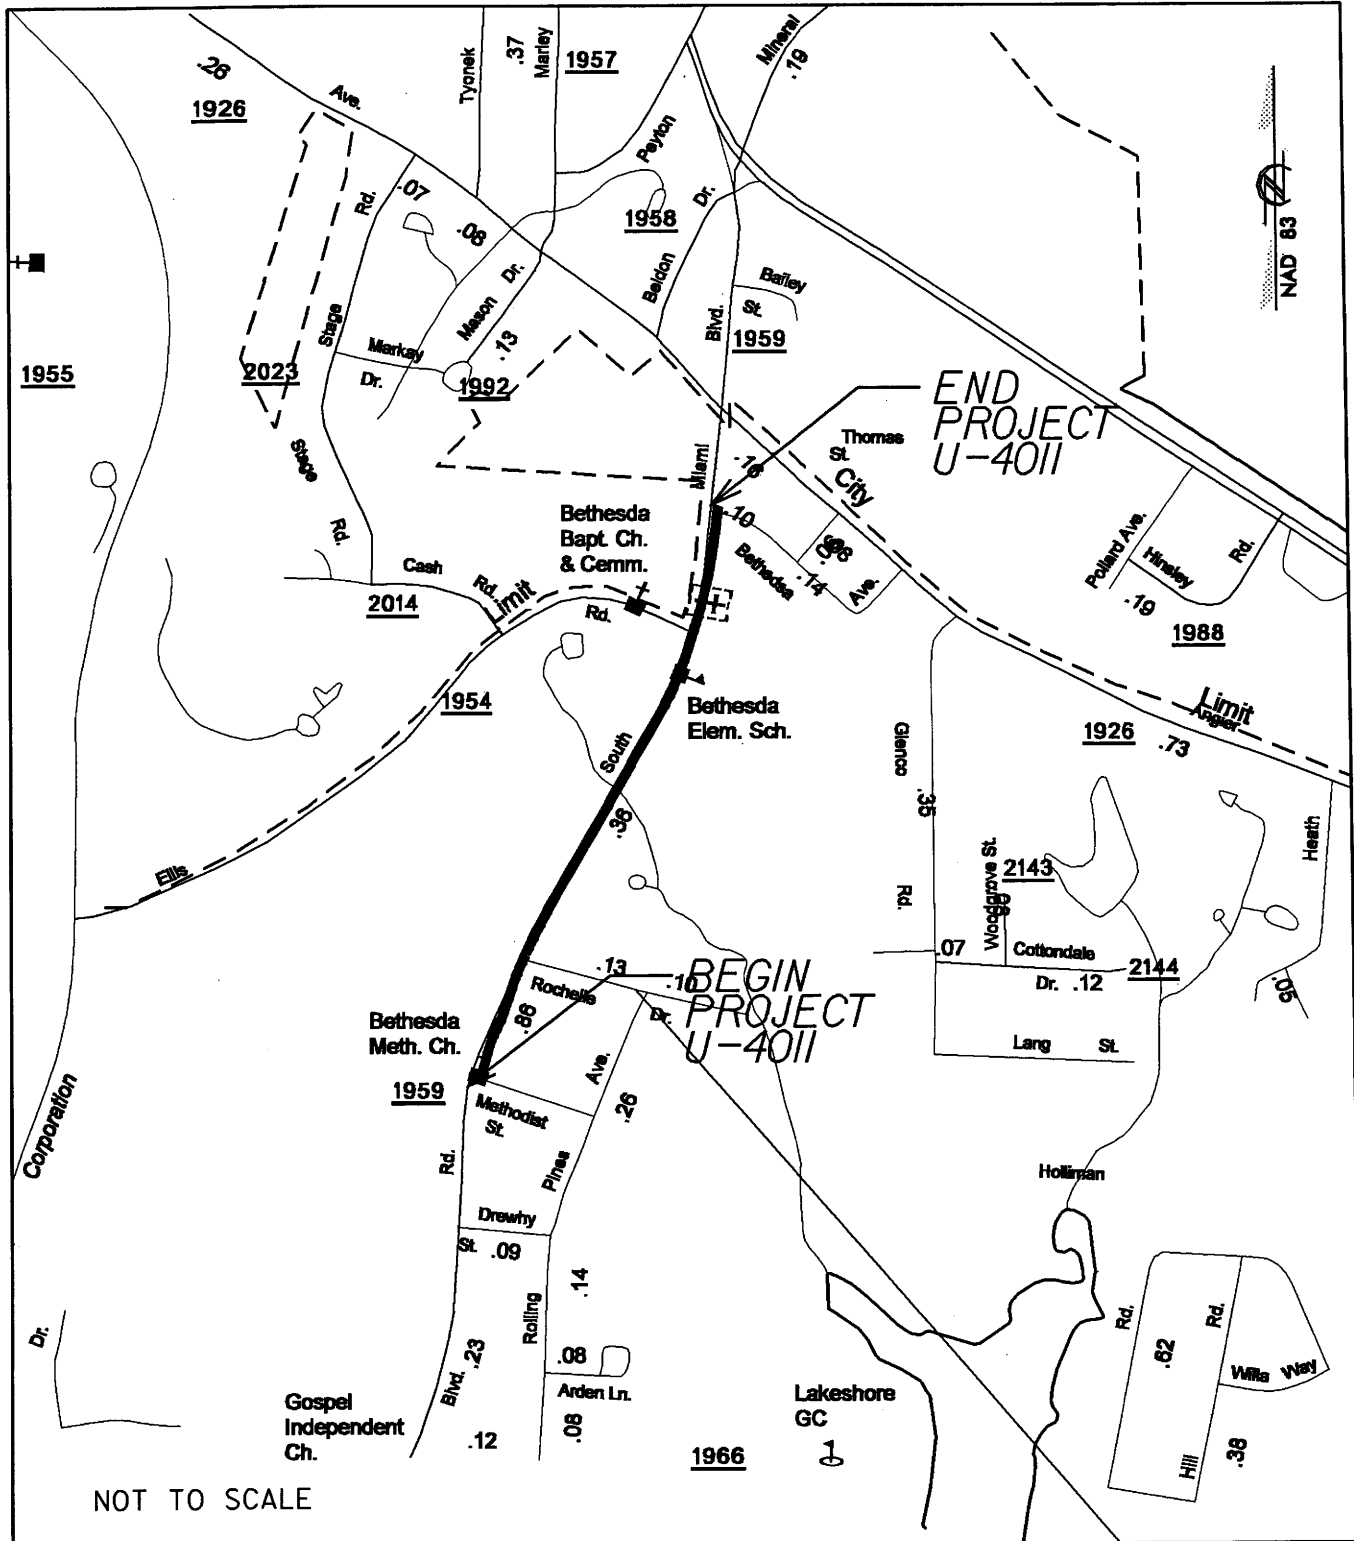 .26
1926
Ave.
Tyonek
.37
Marley
1957
Mineral
.19
Peyton
.07
.08
Rd.
1958
Dr.
Beldon
Bailey
St.
1959
Blvd.
NAD 83
Stage
Mason
Dr.
.13
Markay
Dr.
1992
2023
1955
END
PROJECT
U-4011
Thomas
St.
City
Miami
.16
.10
Stage
Rd.
Bethesda
Bapt. Ch.
& Cemm.
Cash
Rd.
Limit
2014
Rd.
Bethedsa
.14
Ave.
.08
Pollard Ave.
Hinsley
Rd.
.19
1988
1954
Bethesda
Elem. Sch.
South
.36
Glenco
.35
Rd.
Limit
Angier
1926
.73
Heath
Ellis
Woodgrove St.
.08
2143
.07
Cottondale
Dr. .12
2144
.05
Lang St.
.13
.10
Rochelle
Dr.
BEGIN
PROJECT
U-4011
.86
Bethesda
Meth. Ch.
1959
Methodist
St.
Ave.
.26
Pines
Corporation
Rd.
Drewhy
St. .09
Holliman
.14
Rolling
Dr.
Blvd.
.23
.08
Arden Ln.
.08
.12
Gospel
Independent
Ch.
Lakeshore
GC
1966
Rd.
.62
Rd.
Willa Way
Hill
.38
NOT TO SCALE